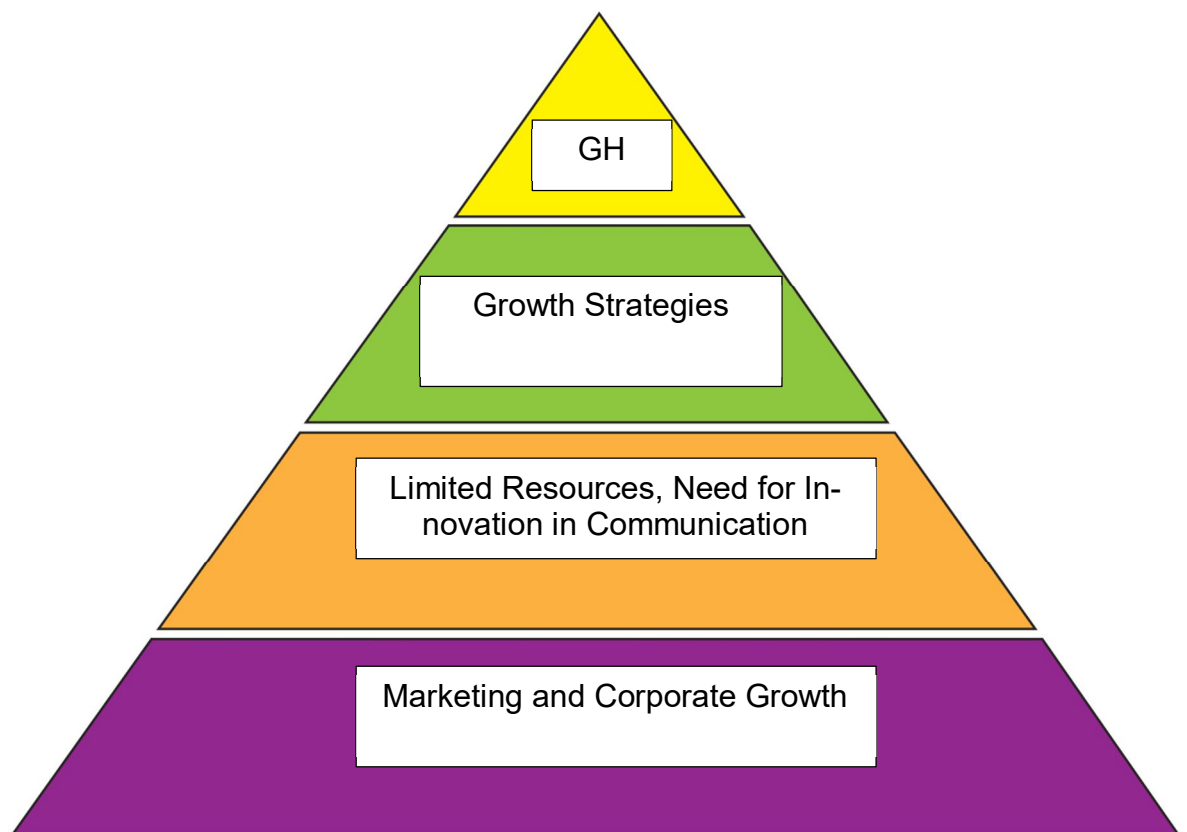 GH
Growth Strategies
Limited Resources, Need for In-
novation in Communication
Marketing and Corporate Growth